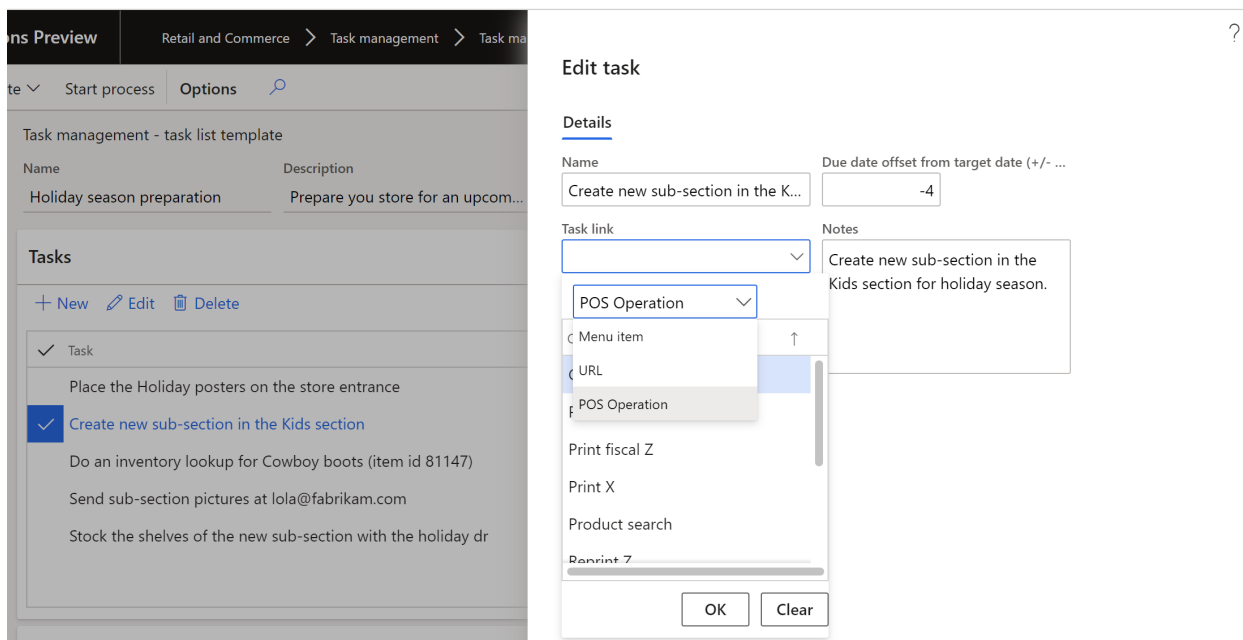 ons Preview
Retail and Commerce > Task management > Task ma
?
te Start process Options
Task management - task list template
Name Description
Holiday season preparation Prepare you store for an upcom...
Tasks
New Edit Delete
Task
Place the Holiday posters on the store entrance
Create new sub-section in the Kids section
Do an inventory lookup for Cowboy boots (item id 81147)
Send sub-section pictures at lola@fabrikam.com
Stock the shelves of the new sub-section with the holiday dr
Edit task
Details
Name Due date offset from target date (+/- ...
Create new sub-section in the K... -4
Task link Notes
Create new sub-section in the
Kids section for holiday season.
POS Operation
Menu item
URL
POS Operation
Print fiscal Z
Print X
Product search
Reprint Z
OK Clear